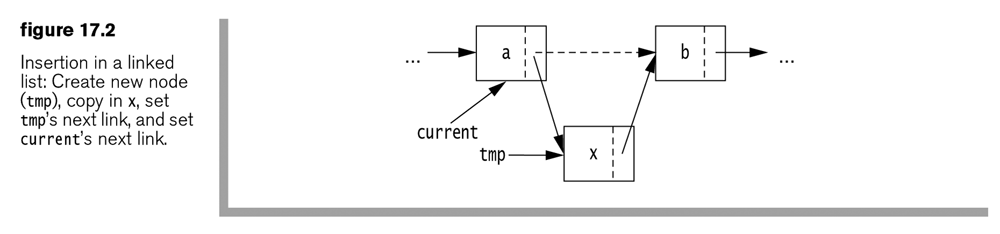 figure 17.2
Insertion in a linked
list: Create new node
(tmp), copy in x, set
tmp's next link, and set
current's next link.
...
a
b
...
current
tmp
x